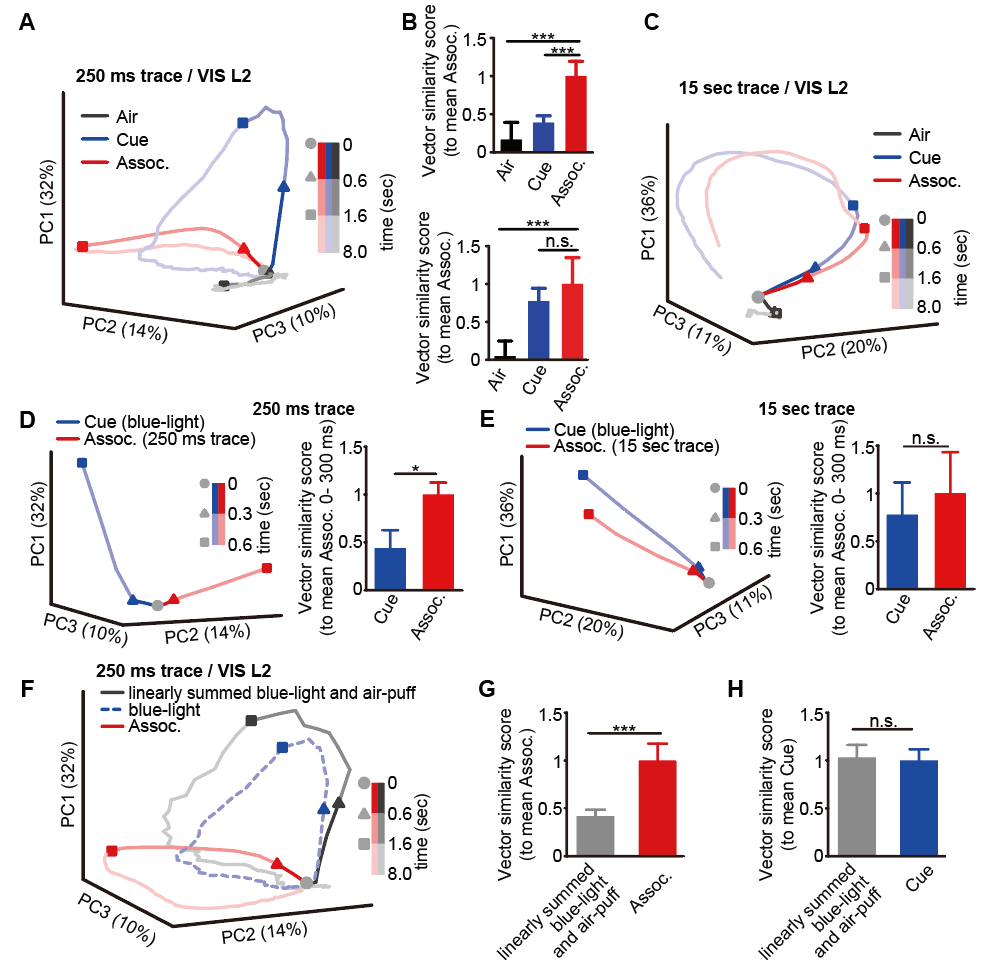 A
250 ms trace / VIS L2
Air
Cue
Assoc.
0
0.6
1.6
8.0
time (sec)
PC1 (32%)
PC2 (14%)
PC3 (10%)
B
Vector similarity score
(to mean Assoc.)
1.5
1
0.5
0
***
***
Air
Cue
Assoc.
Vector similarity score
(to mean Assoc.)
1.5
1
0.5
0
***
n.s.
Air
Cue
Assoc.
C
15 sec trace / VIS L2
Air
Cue
Assoc.
0
0.6
1.6
8.0
time (sec)
PC1 (36%)
PC3 (11%)
PC2 (20%)
D
250 ms trace
Cue (blue-light)
Assoc. (250 ms trace)
0
0.3
0.6
time (sec)
PC1 (32%)
PC3 (10%)
PC2 (14%)
Vector similarity score
(to mean Assoc. 0- 300 ms)
1.5
1
0.5
0
*
Cue
Assoc.
E
15 sec trace
Cue (blue-light)
Assoc. (15 sec trace)
0
0.3
0.6
time (sec)
PC1 (36%)
PC2 (20%)
PC3 (11%)
Vector similarity score
(to mean Assoc. 0- 300 ms)
1.5
1
0.5
0
n.s.
Cue
Assoc.
F
250 ms trace / VIS L2
linearly summed blue-light and air-puff
blue-light
Assoc.
0
0.6
1.6
8.0
time (sec)
PC1 (32%)
PC3 (10%)
PC2 (14%)
G
Vector similarity score
(to mean Assoc.)
1.5
1
0.5
0
***
linearly summed
blue-light
and air-puff
Assoc.
H
Vector similarity score
(to mean Cue)
1.5
1
0.5
0
n.s.
linearly summed
blue-light
and air-puff
Cue